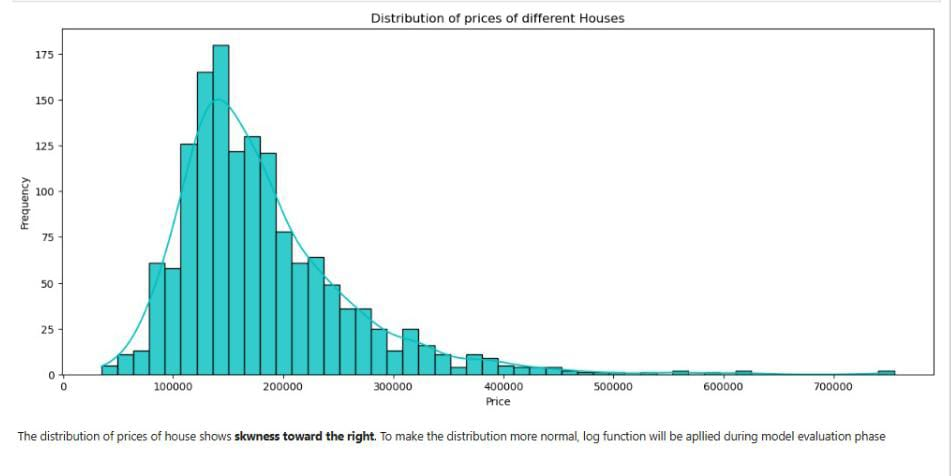 Distribution of prices of different Houses
175
150
125
100
75
50
25
0
Frequency
0 100000 200000 300000 400000 500000 600000 700000
Price
The distribution of prices of house shows skwness toward the right. To make the distribution more normal, log function will be apllied during model evaluation phase